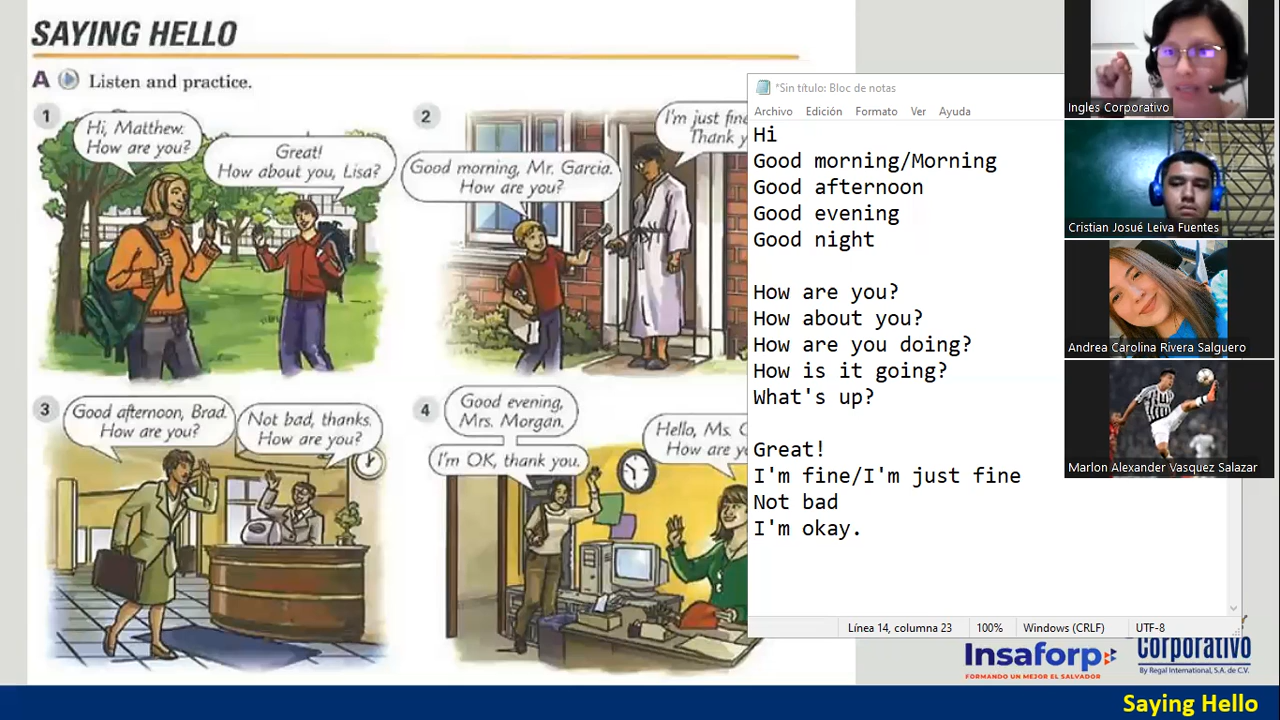 SAYING HELLO
A Listen and practice.
1
Hi, Matthew.
How are you?
Great!
How about you, Lisa?
2
Good morning, Mr. Garcia.
How are you?
I'm just fine
Thank
3
Good afternoon, Brad.
How are you?
Not bad, thanks.
How are you?
4
Good evening,
Mrs. Morgan.
I'm OK, thank you.
Hello, Ms.
How are
*Sin título: Bloc de notas
Archivo Edición Formato Ver Ayuda
Hi
Good morning/Morning
Good afternoon
Good evening
Good night
How are you?
How about you?
How are you doing?
How is it going?
What's up?
Great!
I'm fine/I'm just fine
Not bad
I'm okay.
Línea 14, columna 23 100% Windows (CRLF) UTF-8
Ingles Corporativo
Cristian Josué Leiva Fuentes
Andrea Carolina Rivera Salguero
Marlon Alexander Vasquez Salazar
Insaforp
FORMANDO UN MEJOR EL SALVADOR
Corporativo
By Regal International, S.A. de C.V.
Saying Hello